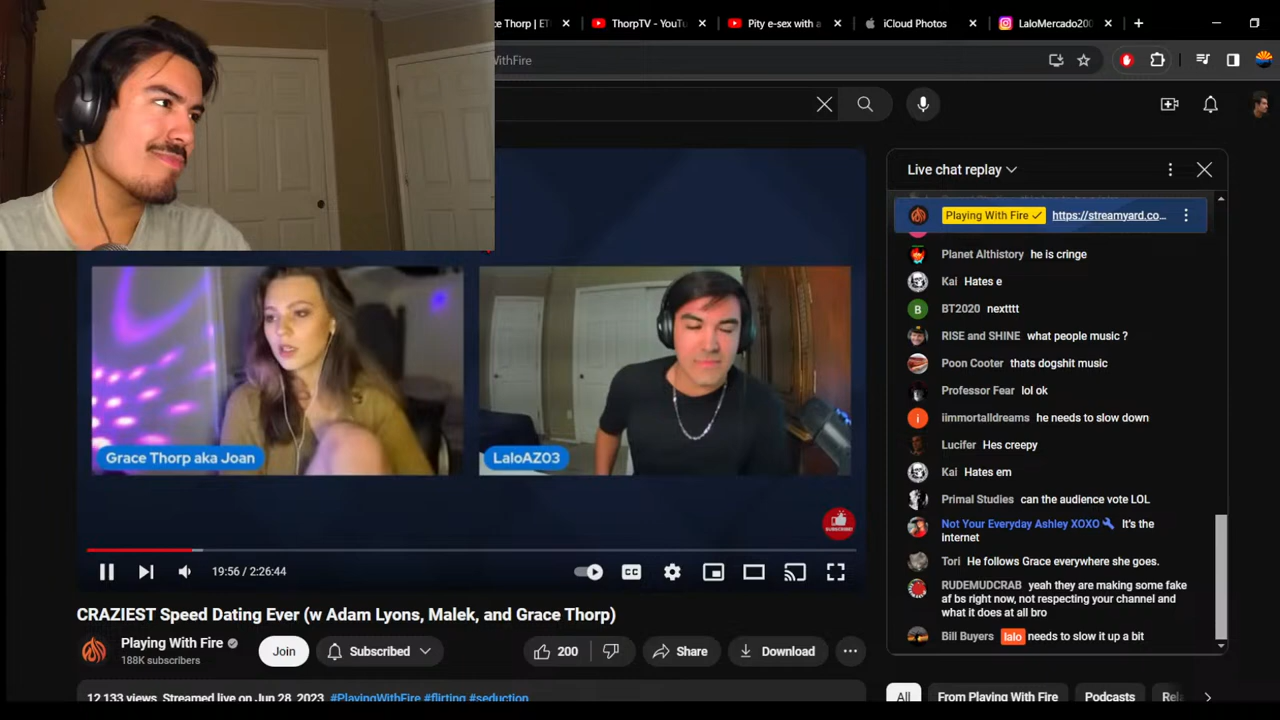 ce Thorp | ET
ThorpTV - YouTu
Pity e-sex with a
iCloud Photos
LaloMercado200
WithFire
Live chat replay
Playing With Fire https://streamyard.co...
Planet Althistory he is cringe
Kai Hates e
B BT2020 nextttt
RISE and SHINE what people music ?
Poon Cooter thats dogshit music
Professor Fear lol ok
i iimmortalldreams he needs to slow down
Lucifer Hes creepy
Kai Hates em
Primal Studies can the audience vote LOL
Not Your Everyday Ashley XOXO It's the
internet
Tori He follows Grace everywhere she goes.
RUDEMUDCRAB yeah they are making some fake
af bs right now, not respecting your channel and
what it does at all bro
Bill Buyers lalo needs to slow it up a bit
Grace Thorp aka Joan
LaloAZ03
SUBSCRIBE!
19:56 / 2:26:44
CC
CRAZIEST Speed Dating Ever (w Adam Lyons, Malek, and Grace Thorp)
Playing With Fire
188K subscribers
Join
Subscribed
200
Share
Download
12,133 views Streamed live on Jun 28, 2023 #PlayingWithFire #flirting #seduction
All
From Playing With Fire
Podcasts
Rel